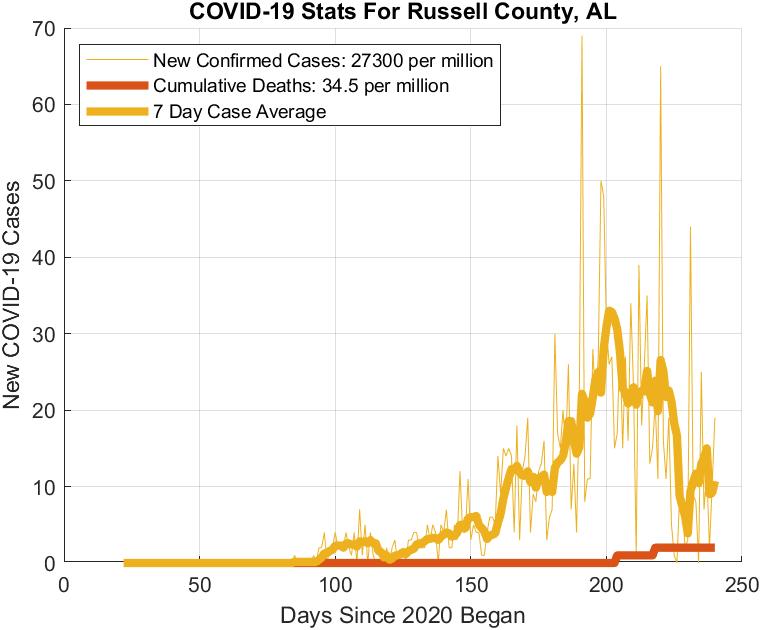 COVID-19 Stats For Russell County, AL
New Confirmed Cases: 27300 per million
Cumulative Deaths: 34.5 per million
7 Day Case Average
New COVID-19 Cases
70
60
50
40
30
20
10
0
0 50 100 150 200 250
Days Since 2020 Began